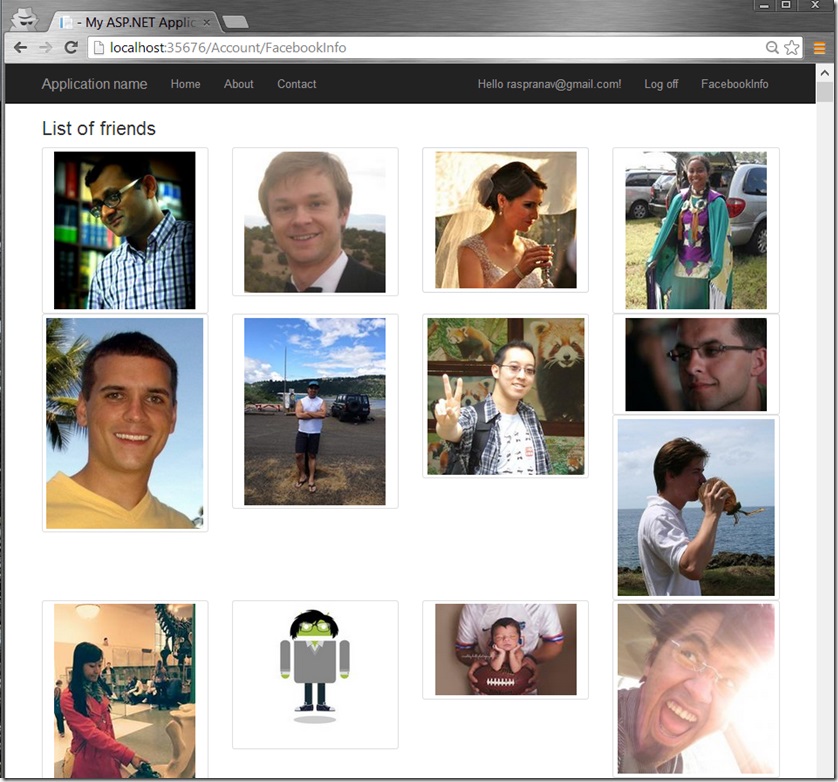 - My ASP.NET Applic
localhost:35676/Account/FacebookInfo
Application name Home About Contact Hello raspranav@gmail.com! Log off FacebookInfo
List of friends